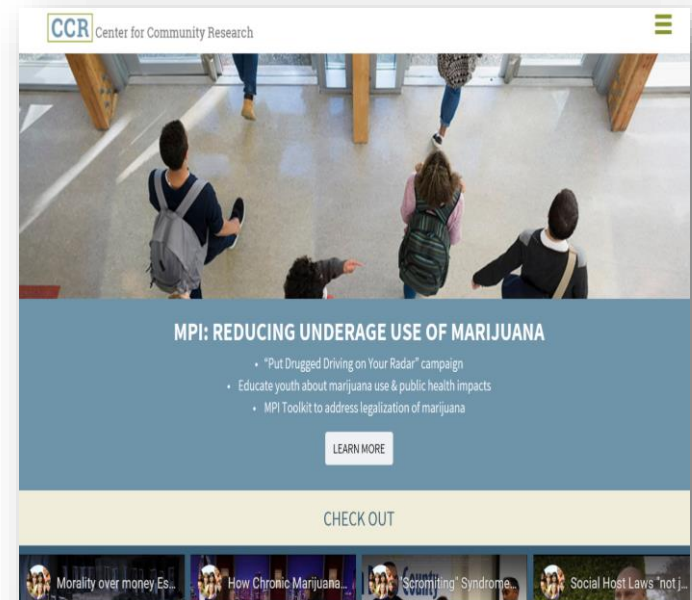 CCR Center for Community Research
MPI: REDUCING UNDERAGE USE OF MARIJUANA
• "Put Drugged Driving on Your Radar" campaign
• Educate youth about marijuana use & public health impacts
• MPI Toolkit to address legalization of marijuana
LEARN MORE
CHECK OUT
Morality over money Es...
How Chronic Marijuana...
"Scromiting" Syndrome...
Social Host Laws "not j...
County